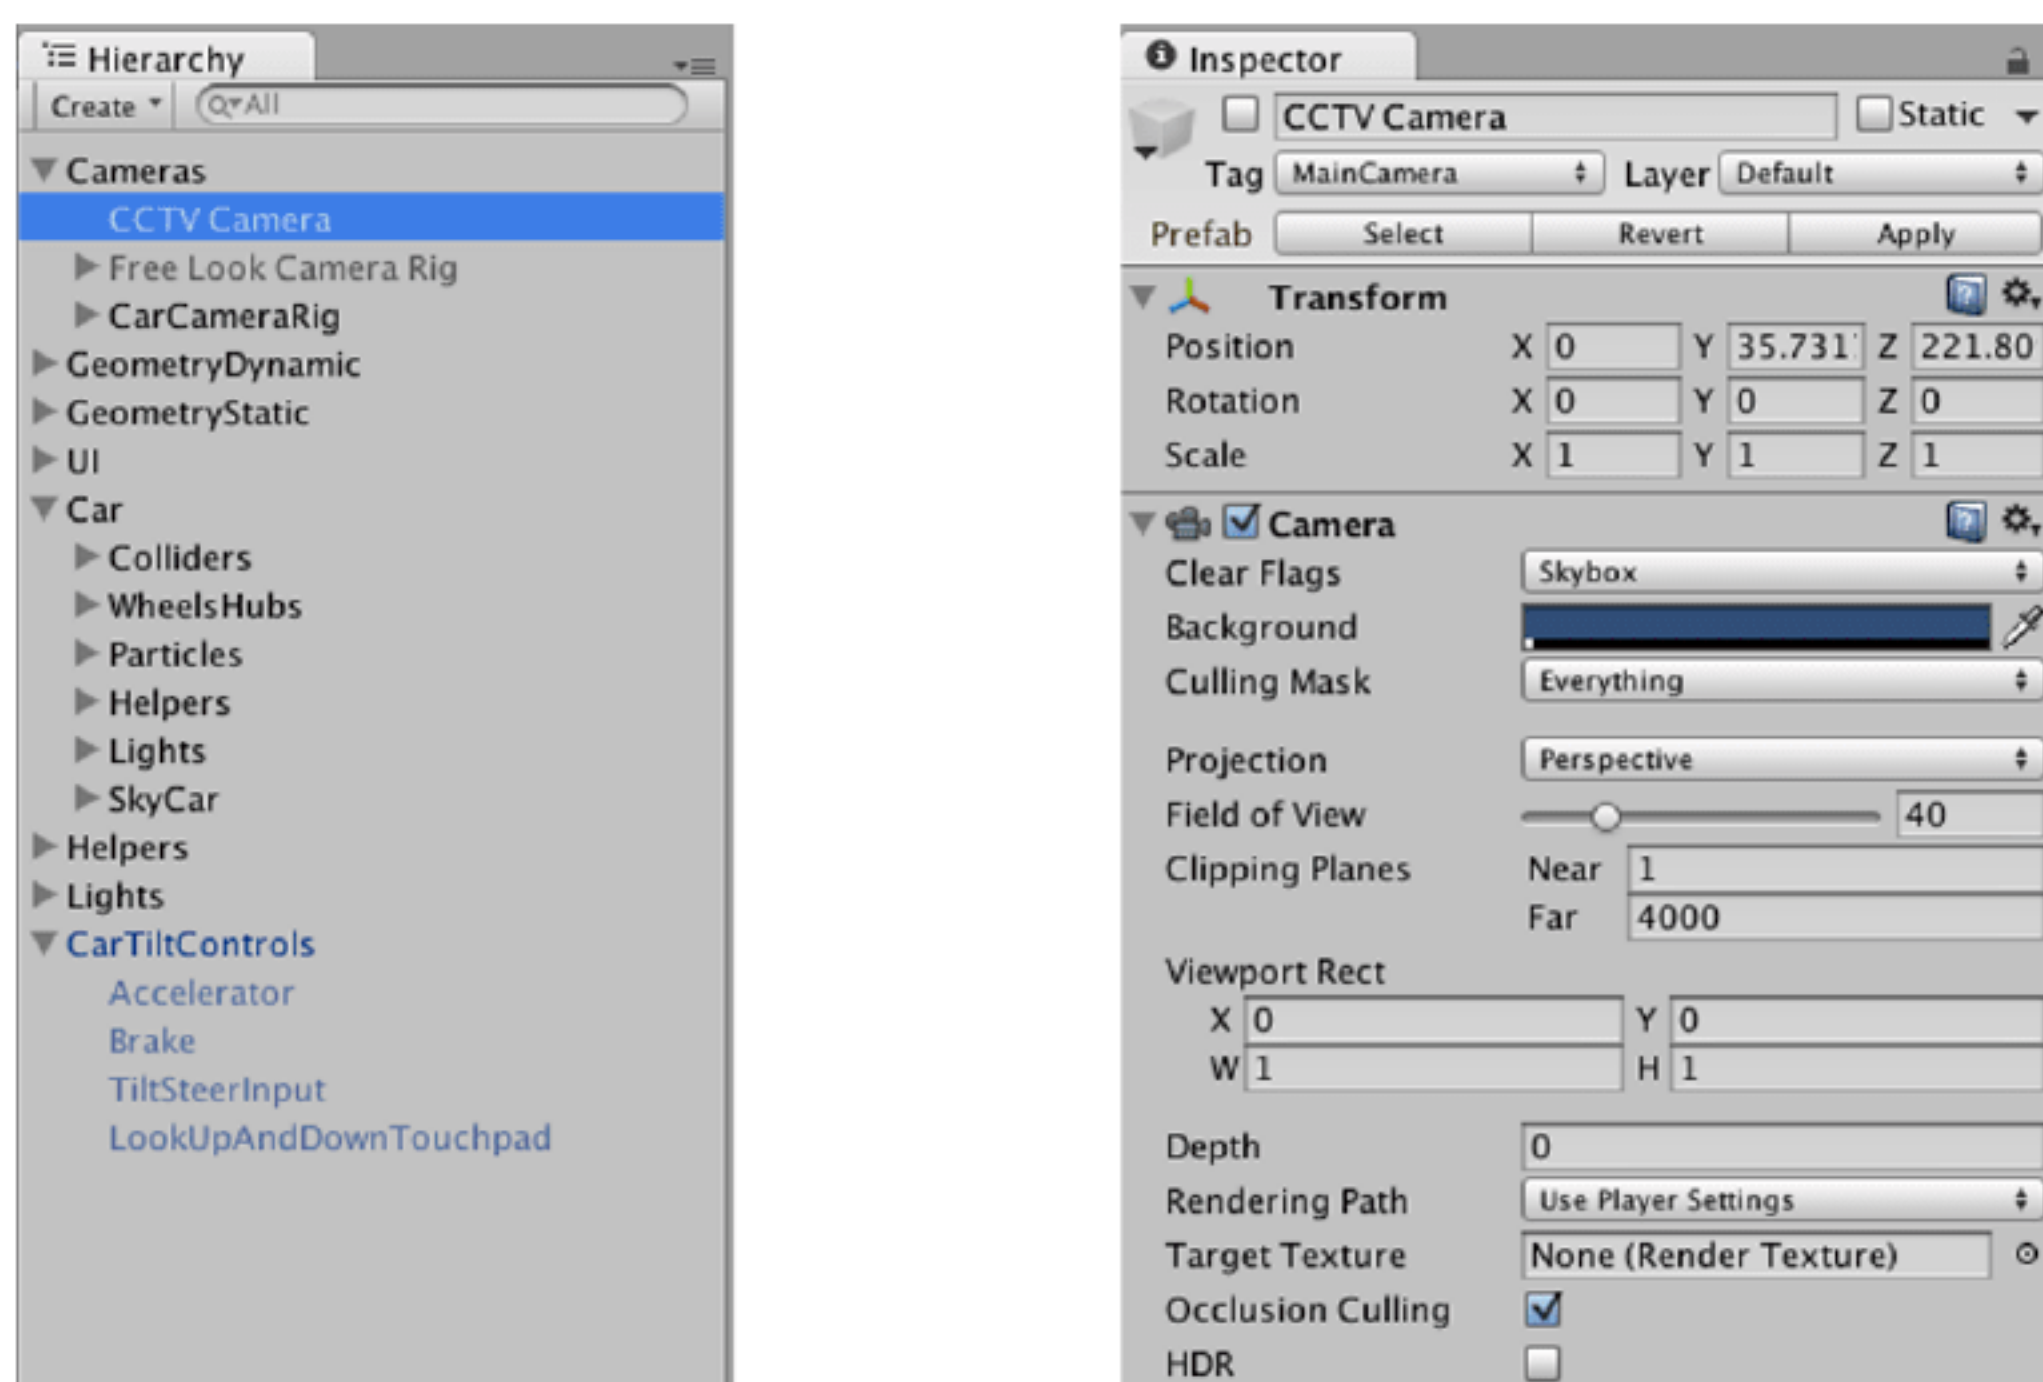 Hierarchy
Create All
Cameras
CCTV Camera
Free Look Camera Rig
CarCameraRig
GeometryDynamic
GeometryStatic
UI
Car
Colliders
WheelsHubs
Particles
Helpers
Lights
SkyCar
Helpers
Lights
CarTiltControls
Accelerator
Brake
TiltSteerInput
LookUpAndDownTouchpad
Inspector
CCTV Camera Static
Tag MainCamera Layer Default
Prefab Select Revert Apply
Transform
Position X 0 Y 35.731 Z 221.80
Rotation X 0 Y 0 Z 0
Scale X 1 Y 1 Z 1
Camera
Clear Flags Skybox
Background
Culling Mask Everything
Projection Perspective
Field of View 40
Clipping Planes Near 1
Far 4000
Viewport Rect
X 0 Y 0
W 1 H 1
Depth 0
Rendering Path Use Player Settings
Target Texture None (Render Texture)
Occlusion Culling
HDR